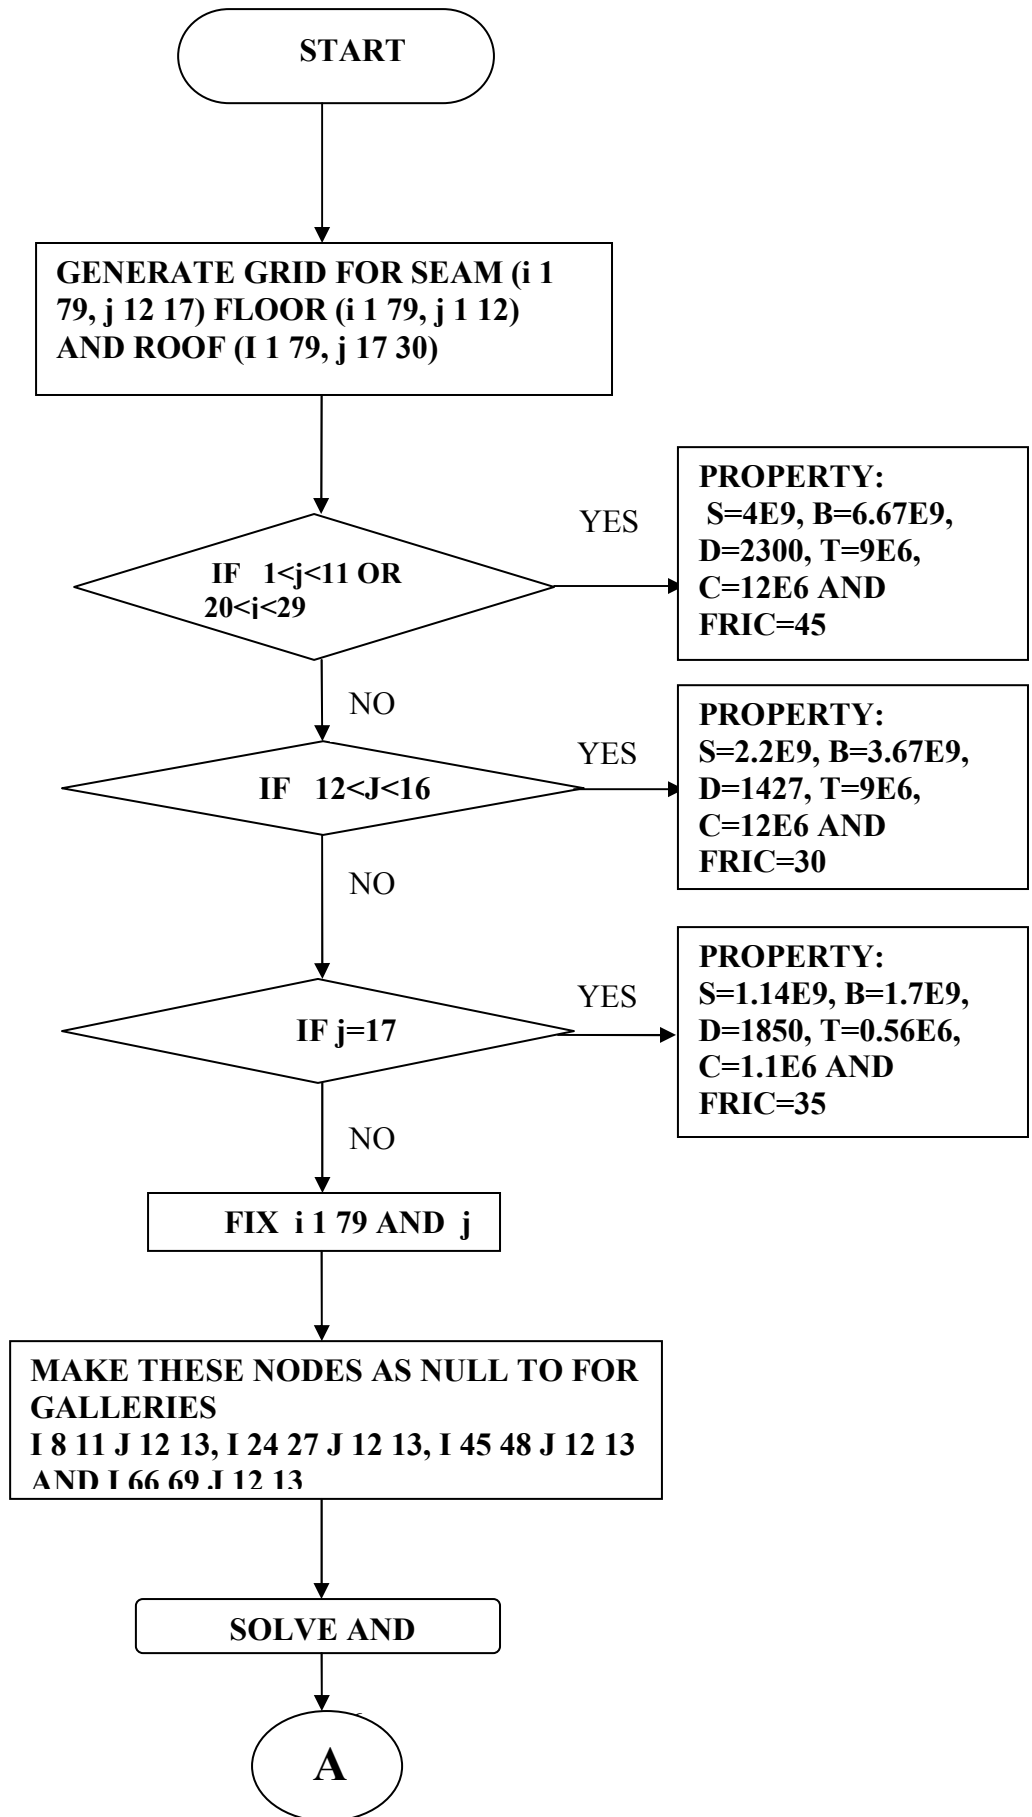 START
GENERATE GRID FOR SEAM (i 1
79, j 12 17) FLOOR (i 1 79, j 1 12)
AND ROOF (I 1 79, j 17 30)
IF 1<j<11 OR
20<j<29
YES
PROPERTY:
S=4E9, B=6.67E9,
D=2300, T=9E6,
C=12E6 AND
FRIC=45
NO
IF 12<J<16
YES
PROPERTY:
S=2.2E9, B=3.67E9,
D=1427, T=9E6,
C=12E6 AND
FRIC=30
NO
IF j=17
YES
PROPERTY:
S=1.14E9, B=1.7E9,
D=1850, T=0.56E6,
C=1.1E6 AND
FRIC=35
NO
FIX i 1 79 AND j
MAKE THESE NODES AS NULL TO FOR
GALLERIES
I 8 11 J 12 13, I 24 27 J 12 13, I 45 48 J 12 13
AND I 66 69 J 12 13
SOLVE AND
A